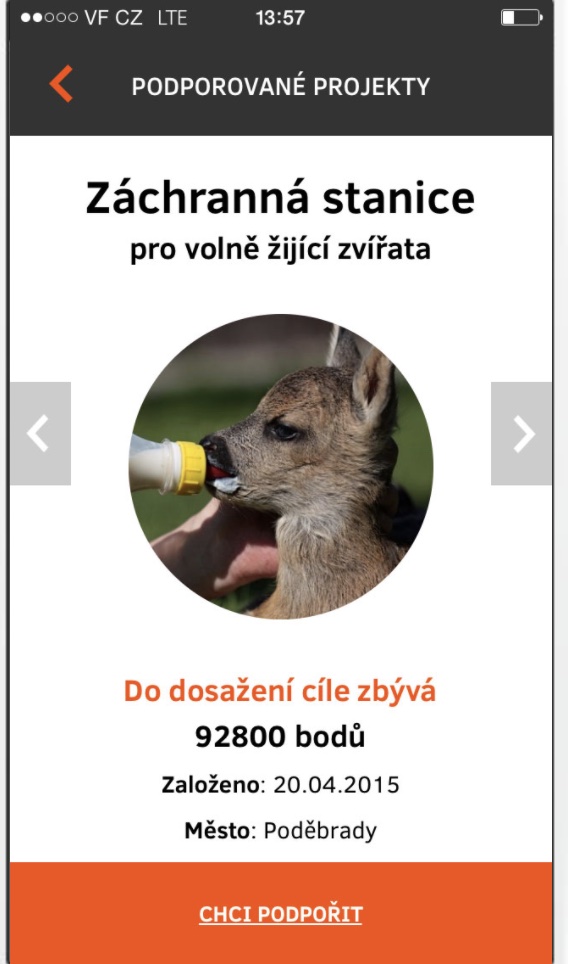 VF CZ LTE 13:57
PODPOROVANÉ PROJEKTY
Záchranná stanice
pro volně žijící zvířata
Do dosažení cíle zbývá
92800 bodů
Založeno: 20.04.2015
Město: Poděbrady
CHCI PODPOŘIT